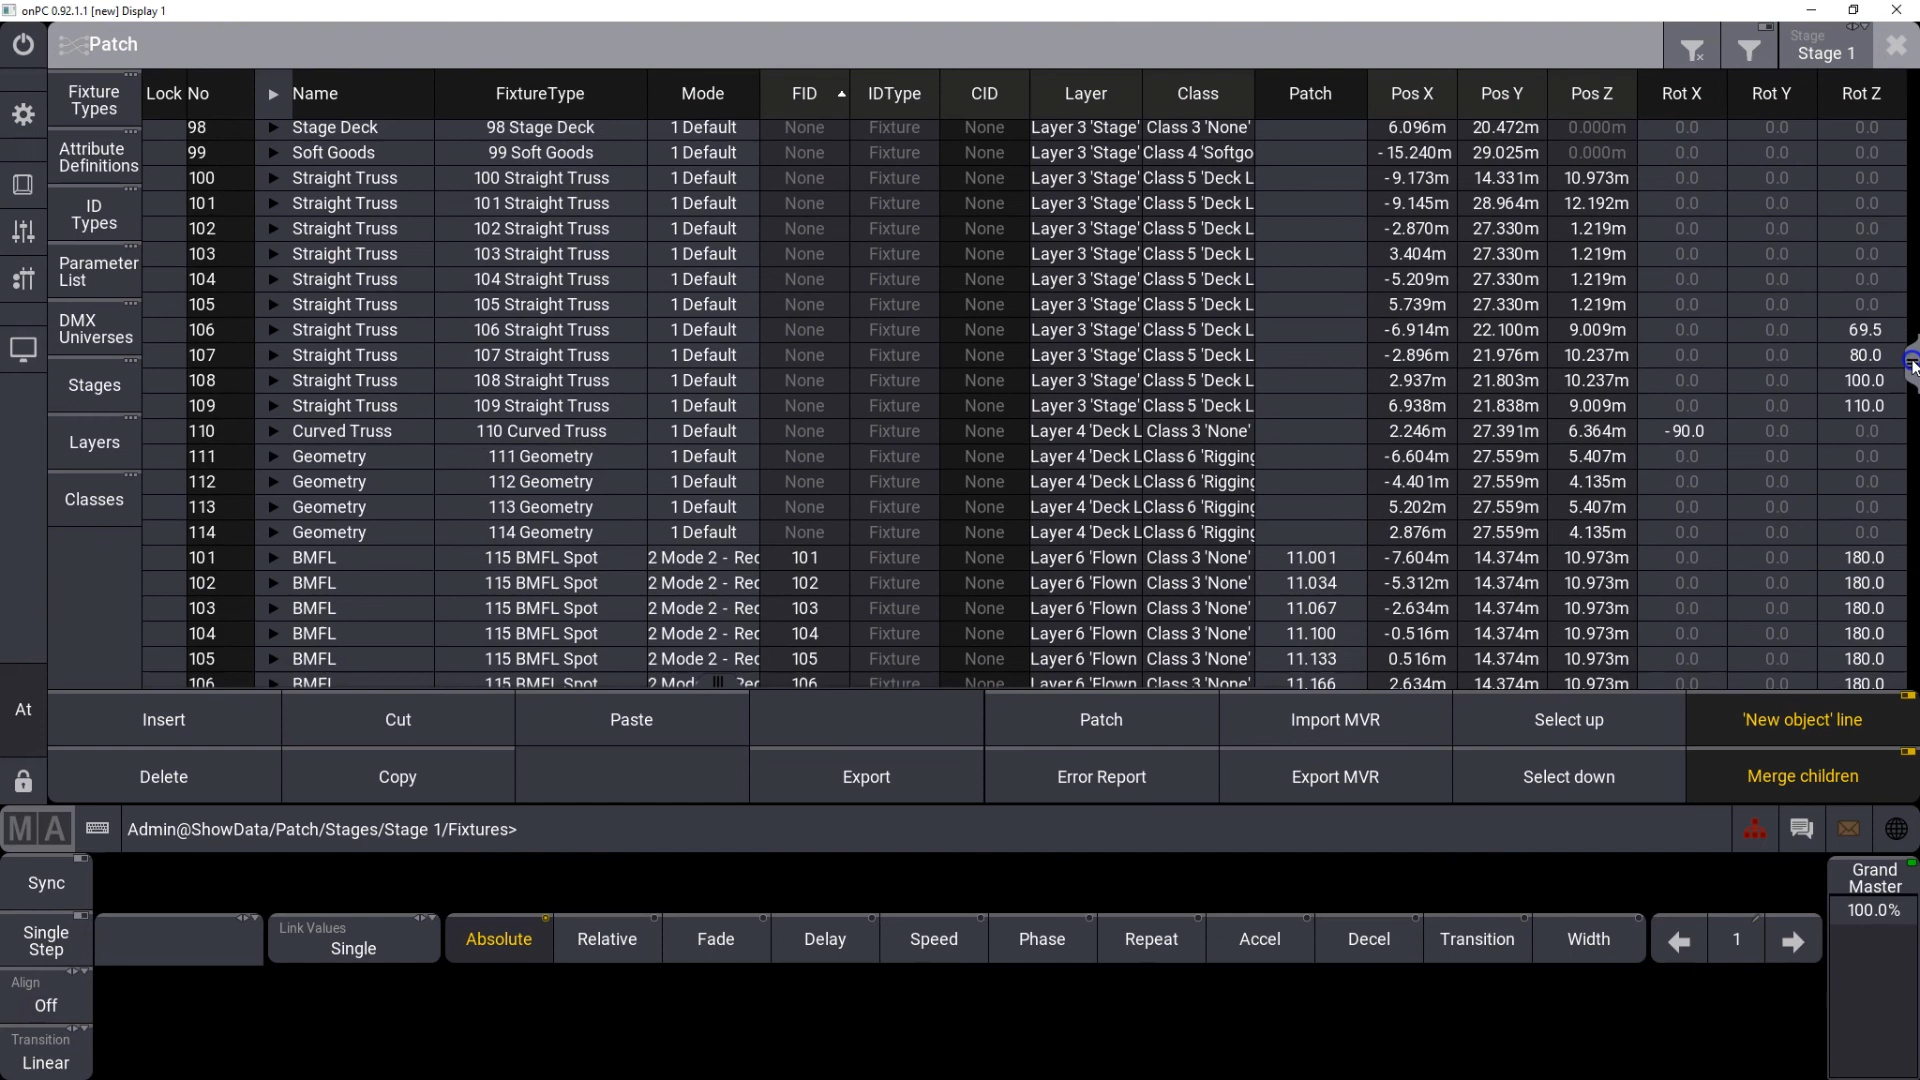 onPC 0.92.1.1 [new] Display 1
Patch
Stage
Stage 1
Fixture Types
Attribute Definitions
ID Types
Parameter List
DMX Universes
Stages
Layers
Classes
Lock No Name FixtureType Mode FID IDType CID Layer Class Patch Pos X Pos Y Pos Z Rot X Rot Y Rot Z
98 Stage Deck 98 Stage Deck 1 Default None Fixture None Layer 3 'Stage' Class 3 'None' 6.096m 20.472m 0.000m 0.0 0.0 0.0
99 Soft Goods 99 Soft Goods 1 Default None Fixture None Layer 3 'Stage' Class 4 'Softgo -15.240m 29.025m 0.000m 0.0 0.0 0.0
100 Straight Truss 100 Straight Truss 1 Default None Fixture None Layer 3 'Stage' Class 5 'Deck L -9.173m 14.331m 10.973m 0.0 0.0 0.0
101 Straight Truss 101 Straight Truss 1 Default None Fixture None Layer 3 'Stage' Class 5 'Deck L -9.145m 28.964m 12.192m 0.0 0.0 0.0
102 Straight Truss 102 Straight Truss 1 Default None Fixture None Layer 3 'Stage' Class 5 'Deck L -2.870m 27.330m 1.219m 0.0 0.0 0.0
103 Straight Truss 103 Straight Truss 1 Default None Fixture None Layer 3 'Stage' Class 5 'Deck L 3.404m 27.330m 1.219m 0.0 0.0 0.0
104 Straight Truss 104 Straight Truss 1 Default None Fixture None Layer 3 'Stage' Class 5 'Deck L -5.209m 27.330m 1.219m 0.0 0.0 0.0
105 Straight Truss 105 Straight Truss 1 Default None Fixture None Layer 3 'Stage' Class 5 'Deck L 5.739m 27.330m 1.219m 0.0 0.0 0.0
106 Straight Truss 106 Straight Truss 1 Default None Fixture None Layer 3 'Stage' Class 5 'Deck L -6.914m 22.100m 9.009m 0.0 0.0 69.5
107 Straight Truss 107 Straight Truss 1 Default None Fixture None Layer 3 'Stage' Class 5 'Deck L -2.896m 21.976m 10.237m 0.0 0.0 80.0
108 Straight Truss 108 Straight Truss 1 Default None Fixture None Layer 3 'Stage' Class 5 'Deck L 2.937m 21.803m 10.237m 0.0 0.0 100.0
109 Straight Truss 109 Straight Truss 1 Default None Fixture None Layer 3 'Stage' Class 5 'Deck L 6.938m 21.838m 9.009m 0.0 0.0 110.0
110 Curved Truss 110 Curved Truss 1 Default None Fixture None Layer 4 'Deck L Class 3 'None' 2.246m 27.391m 6.364m -90.0 0.0 0.0
111 Geometry 111 Geometry 1 Default None Fixture None Layer 4 'Deck L Class 6 'Rigging -6.604m 27.559m 5.407m 0.0 0.0 0.0
112 Geometry 112 Geometry 1 Default None Fixture None Layer 4 'Deck L Class 6 'Rigging -4.401m 27.559m 4.135m 0.0 0.0 0.0
113 Geometry 113 Geometry 1 Default None Fixture None Layer 4 'Deck L Class 6 'Rigging 5.202m 27.559m 5.407m 0.0 0.0 0.0
114 Geometry 114 Geometry 1 Default None Fixture None Layer 4 'Deck L Class 6 'Rigging 2.876m 27.559m 4.135m 0.0 0.0 0.0
101 BMFL 115 BMFL Spot 2 Mode 2 - Rec 101 Fixture None Layer 6 'Flown Class 3 'None' 11.001 -7.604m 14.374m 10.973m 0.0 0.0 180.0
102 BMFL 115 BMFL Spot 2 Mode 2 - Rec 102 Fixture None Layer 6 'Flown Class 3 'None' 11.034 -5.312m 14.374m 10.973m 0.0 0.0 180.0
103 BMFL 115 BMFL Spot 2 Mode 2 - Rec 103 Fixture None Layer 6 'Flown Class 3 'None' 11.067 -2.634m 14.374m 10.973m 0.0 0.0 180.0
104 BMFL 115 BMFL Spot 2 Mode 2 - Rec 104 Fixture None Layer 6 'Flown Class 3 'None' 11.100 -0.516m 14.374m 10.973m 0.0 0.0 180.0
105 BMFL 115 BMFL Spot 2 Mode 2 - Rec 105 Fixture None Layer 6 'Flown Class 3 'None' 11.133 0.516m 14.374m 10.973m 0.0 0.0 180.0
106 BMFL 115 BMFL Spot 2 Mod 106 Fixture None Layer 6 'Flown Class 3 'None' 11.166 2.634m 14.374m 10.973m 0.0 0.0 180.0
At
Insert Cut Paste Patch Import MVR Select up 'New object' line
Delete Copy Export Error Report Export MVR Select down Merge children
MA Admin@ShowData/Patch/Stages/Stage 1/Fixtures>
Sync
Single Step
Align
Off
Transition
Linear
Link Values
Single
Absolute Relative Fade Delay Speed Phase Repeat Accel Decel Transition Width 1
Grand Master
100.0%